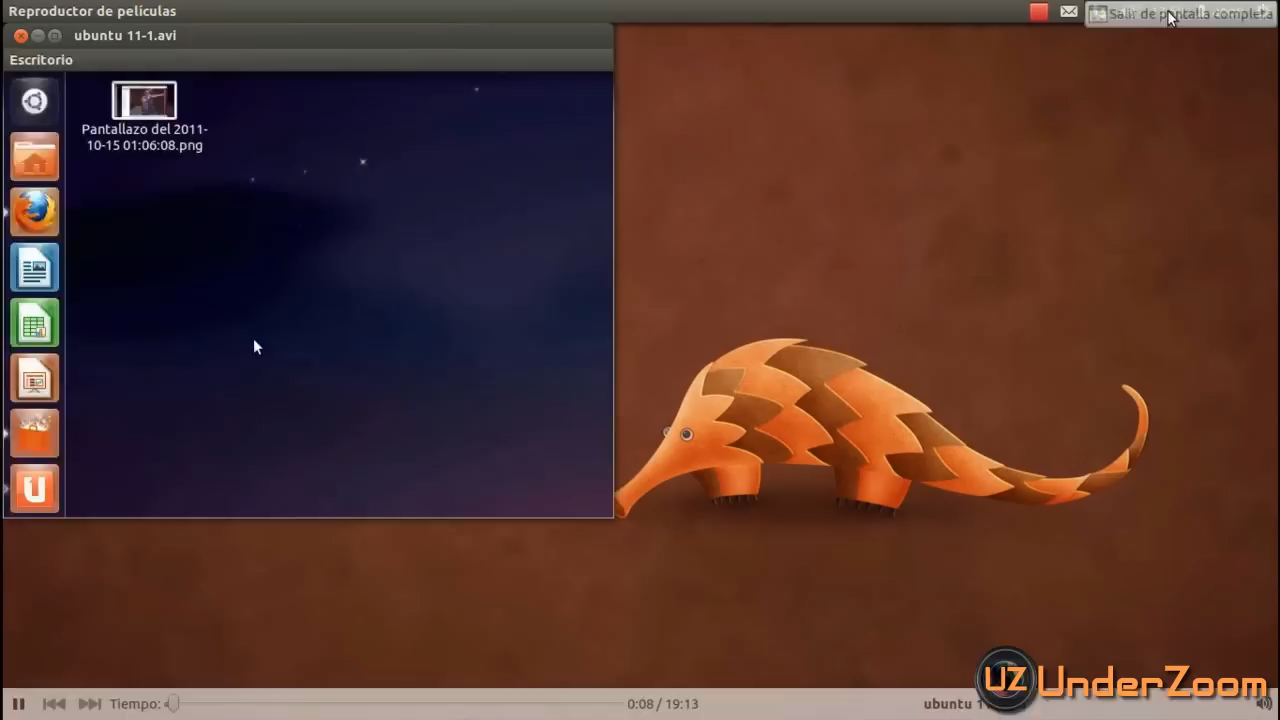 Reproductor de películas
Salir de pantalla completa
ubuntu 11-1.avi
Escritorio
Pantallazo del 2011-
10-15 01:06:08.png
U
Tiempo:
0:08 / 19:13
ubuntu 11
UZ UnderZoom